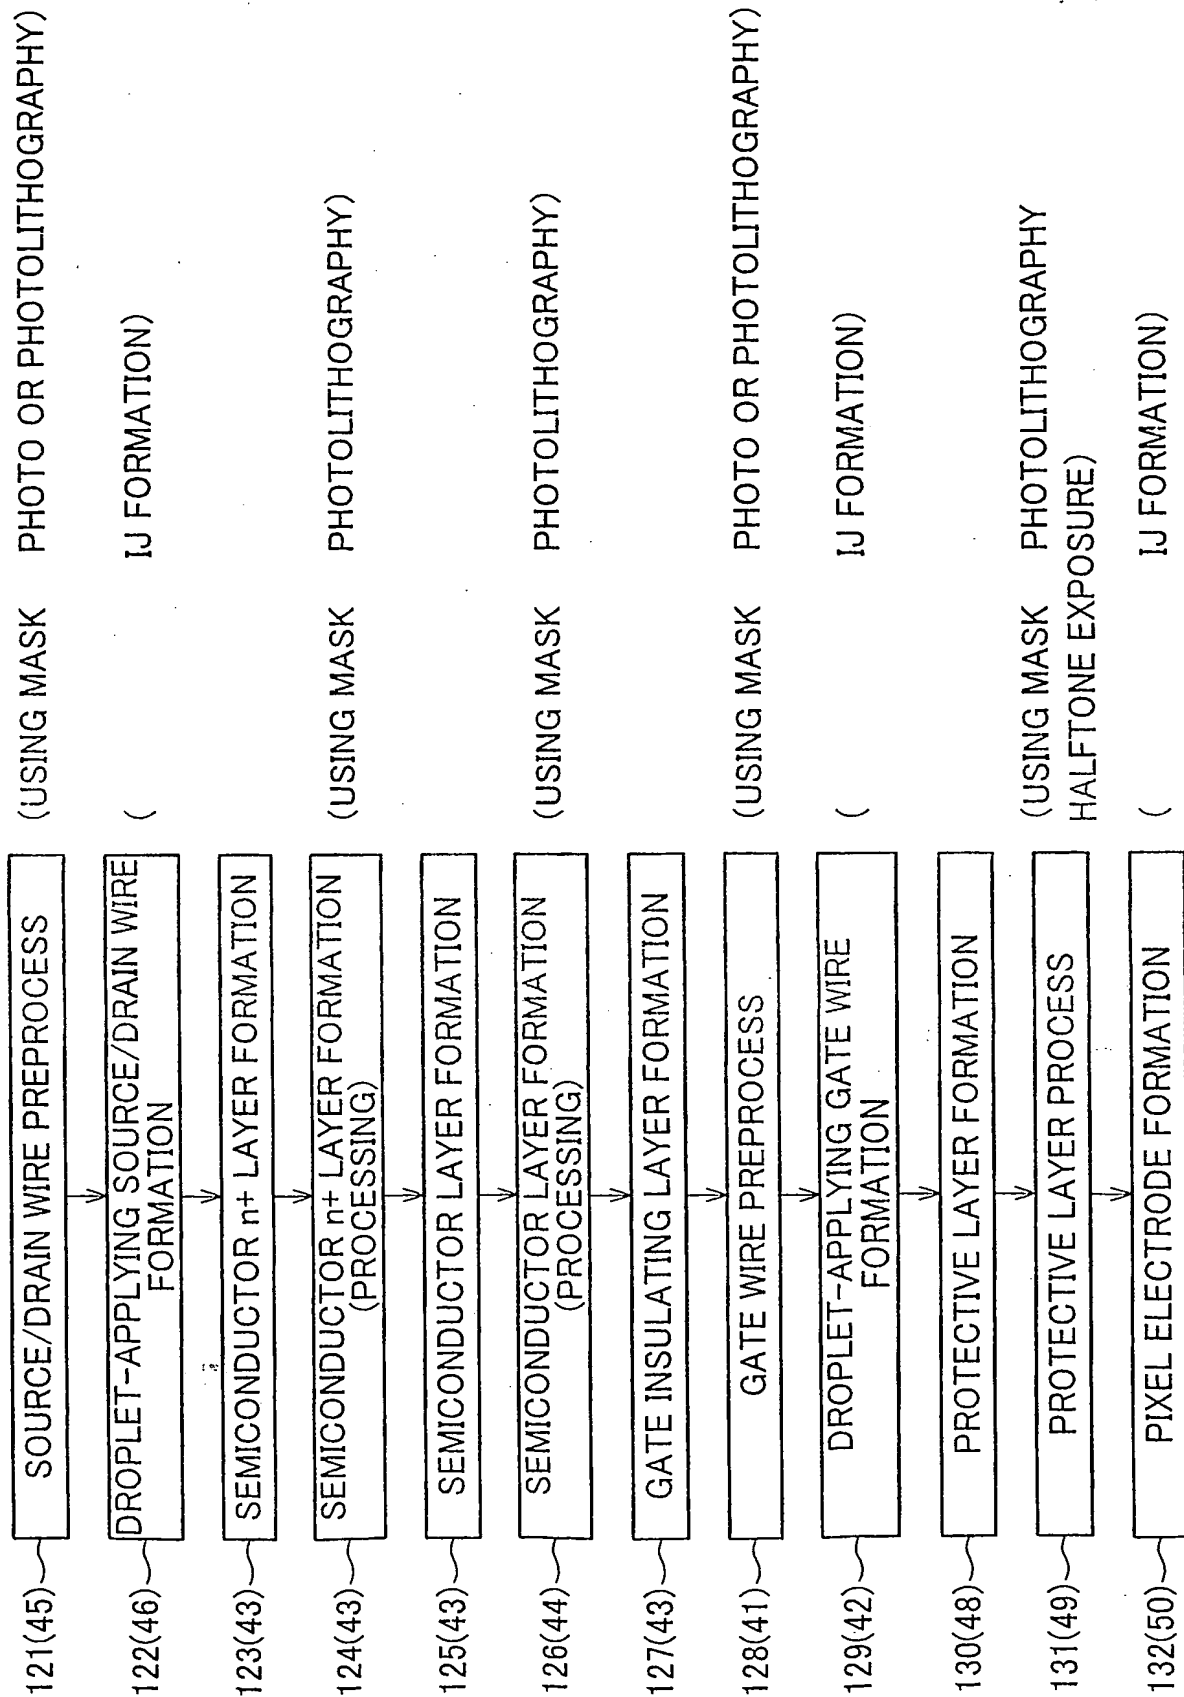 121(45) SOURCE/DRAIN WIRE PREPROCESS (USING MASK PHOTO OR PHOTOLITHOGRAPHY)
122(46) DROPLET-APPLYING SOURCE/DRAIN WIRE ( IJ FORMATION)
FORMATION
123(43) SEMICONDUCTOR n+ LAYER FORMATION
124(43) SEMICONDUCTOR n+ LAYER FORMATION (USING MASK PHOTOLITHOGRAPHY)
(PROCESSING)
125(43) SEMICONDUCTOR LAYER FORMATION
126(44) SEMICONDUCTOR LAYER FORMATION (USING MASK PHOTOLITHOGRAPHY)
(PROCESSING)
127(43) GATE INSULATING LAYER FORMATION
128(41) GATE WIRE PREPROCESS (USING MASK PHOTO OR PHOTOLITHOGRAPHY)
129(42) DROPLET-APPLYING GATE WIRE ( IJ FORMATION)
FORMATION
130(48) PROTECTIVE LAYER FORMATION
131(49) PROTECTIVE LAYER PROCESS (USING MASK PHOTOLITHOGRAPHY
HALFTONE EXPOSURE)
132(50) PIXEL ELECTRODE FORMATION ( IJ FORMATION)